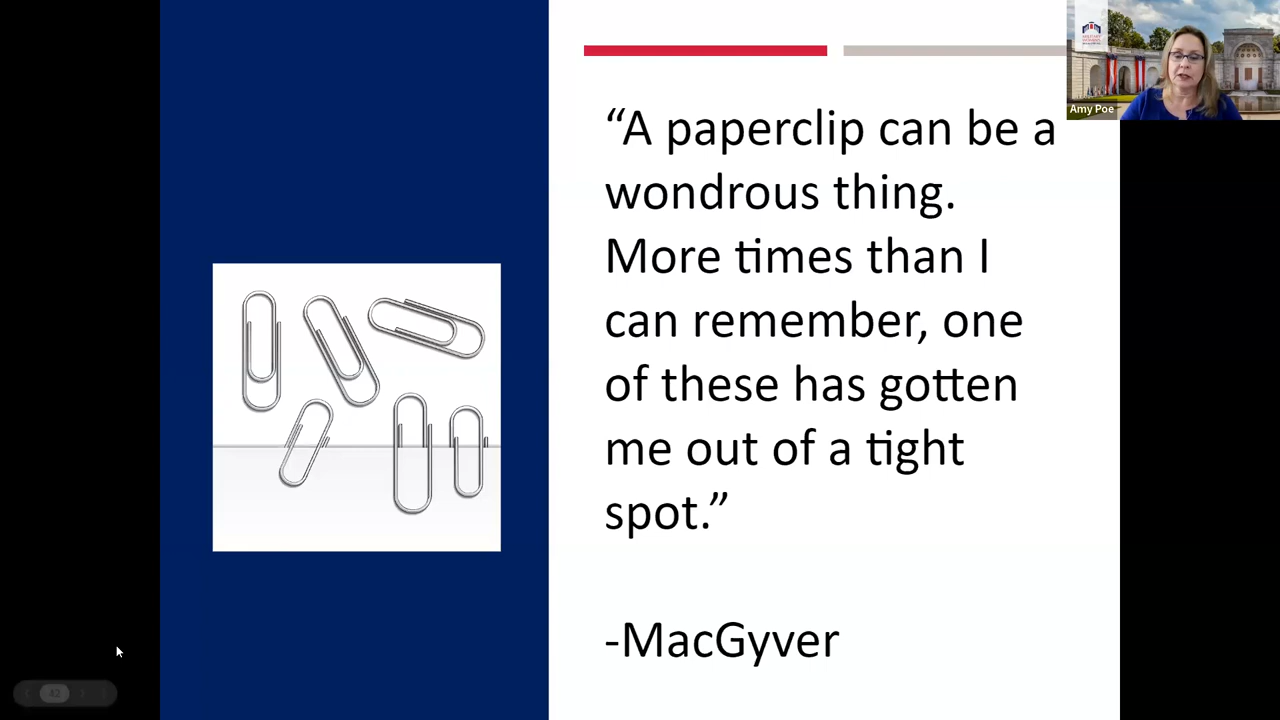 “A paperclip can be a
wondrous thing.
More times than I
can remember, one
of these has gotten
me out of a tight
spot.”
-MacGyver
Amy Poe
42